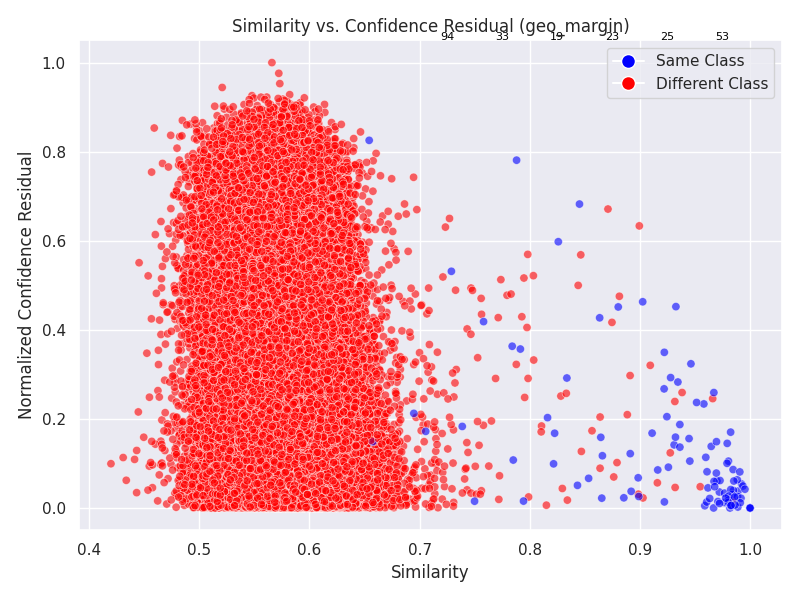 Similarity vs. Confidence Residual (geo_margin)
94 33 19 23 25 53
Same Class
Different Class
1.0
0.8
0.6
0.4
0.2
0.0
Normalized Confidence Residual
0.4 0.5 0.6 0.7 0.8 0.9 1.0
Similarity